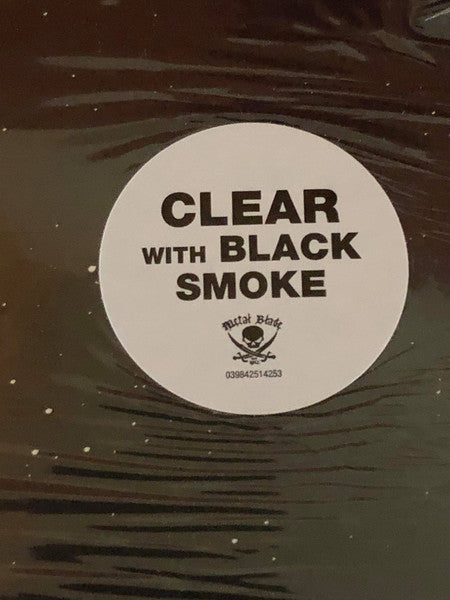 CLEAR
WITH BLACK
SMOKE
Metal Blade
039842514253